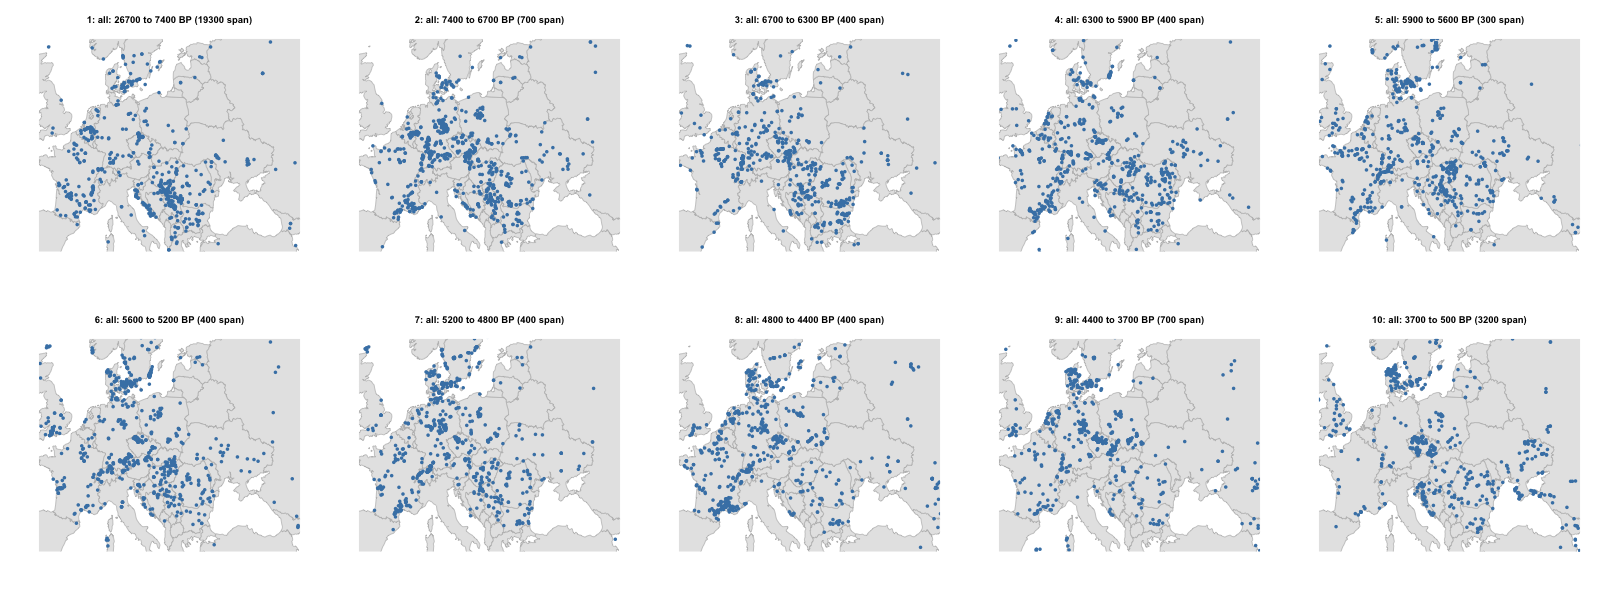 1: all: 26700 to 7400 BP (19300 span)
2: all: 7400 to 6700 BP (700 span)
3: all: 6700 to 6300 BP (400 span)
4: all: 6300 to 5900 BP (400 span)
5: all: 5900 to 5600 BP (300 span)
6: all: 5600 to 5200 BP (400 span)
7: all: 5200 to 4800 BP (400 span)
8: all: 4800 to 4400 BP (400 span)
9: all: 4400 to 3700 BP (700 span)
10: all: 3700 to 500 BP (3200 span)